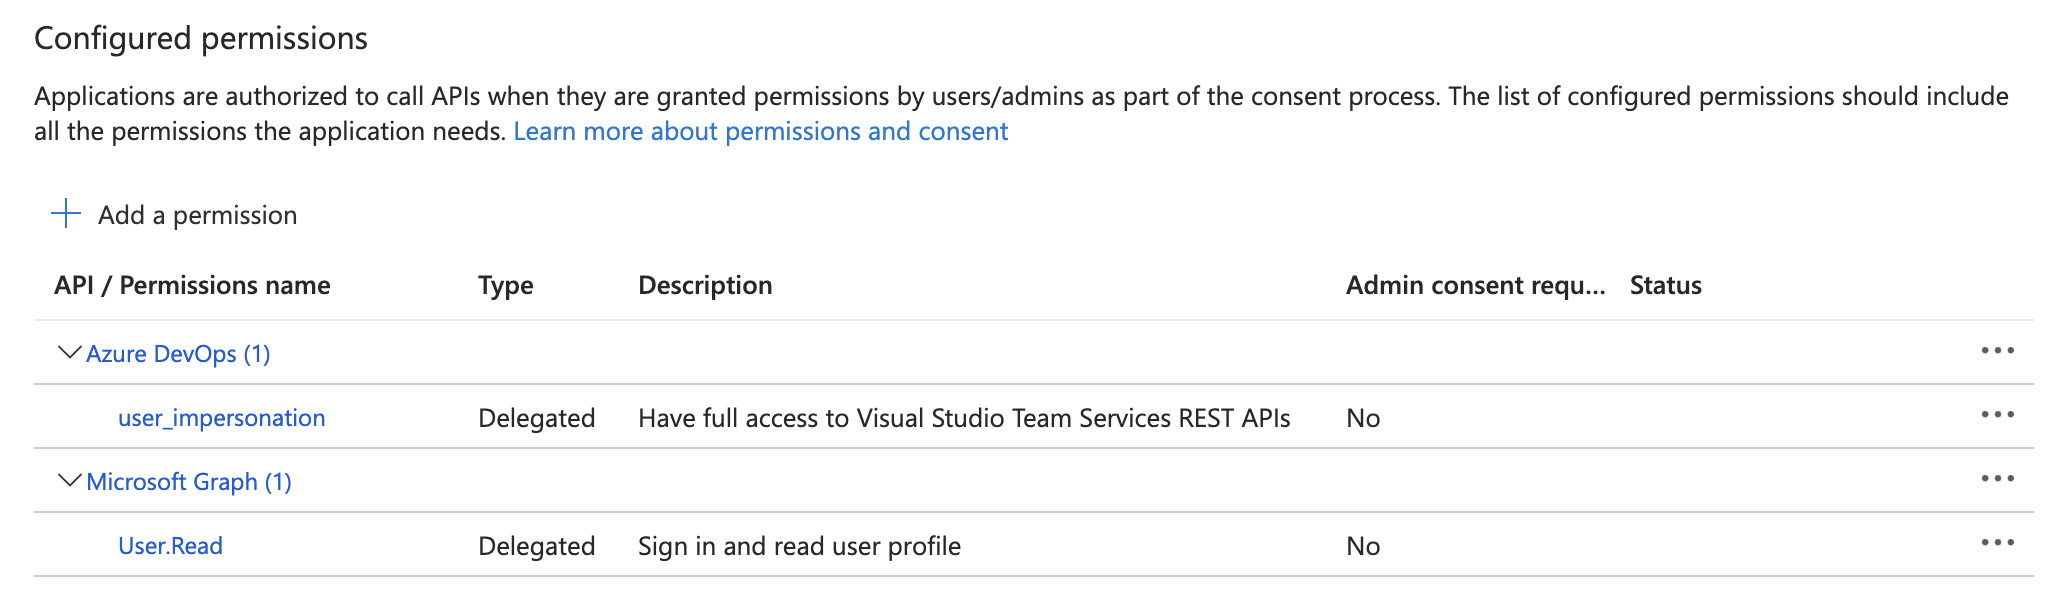 Configured permissions
Applications are authorized to call APIs when they are granted permissions by users/admins as part of the consent process. The list of configured permissions should include
all the permissions the application needs. Learn more about permissions and consent
Add a permission
API / Permissions name Type Description Admin consent requ... Status
Azure DevOps (1)
user_impersonation Delegated Have full access to Visual Studio Team Services REST APIs No
Microsoft Graph (1)
User.Read Delegated Sign in and read user profile No